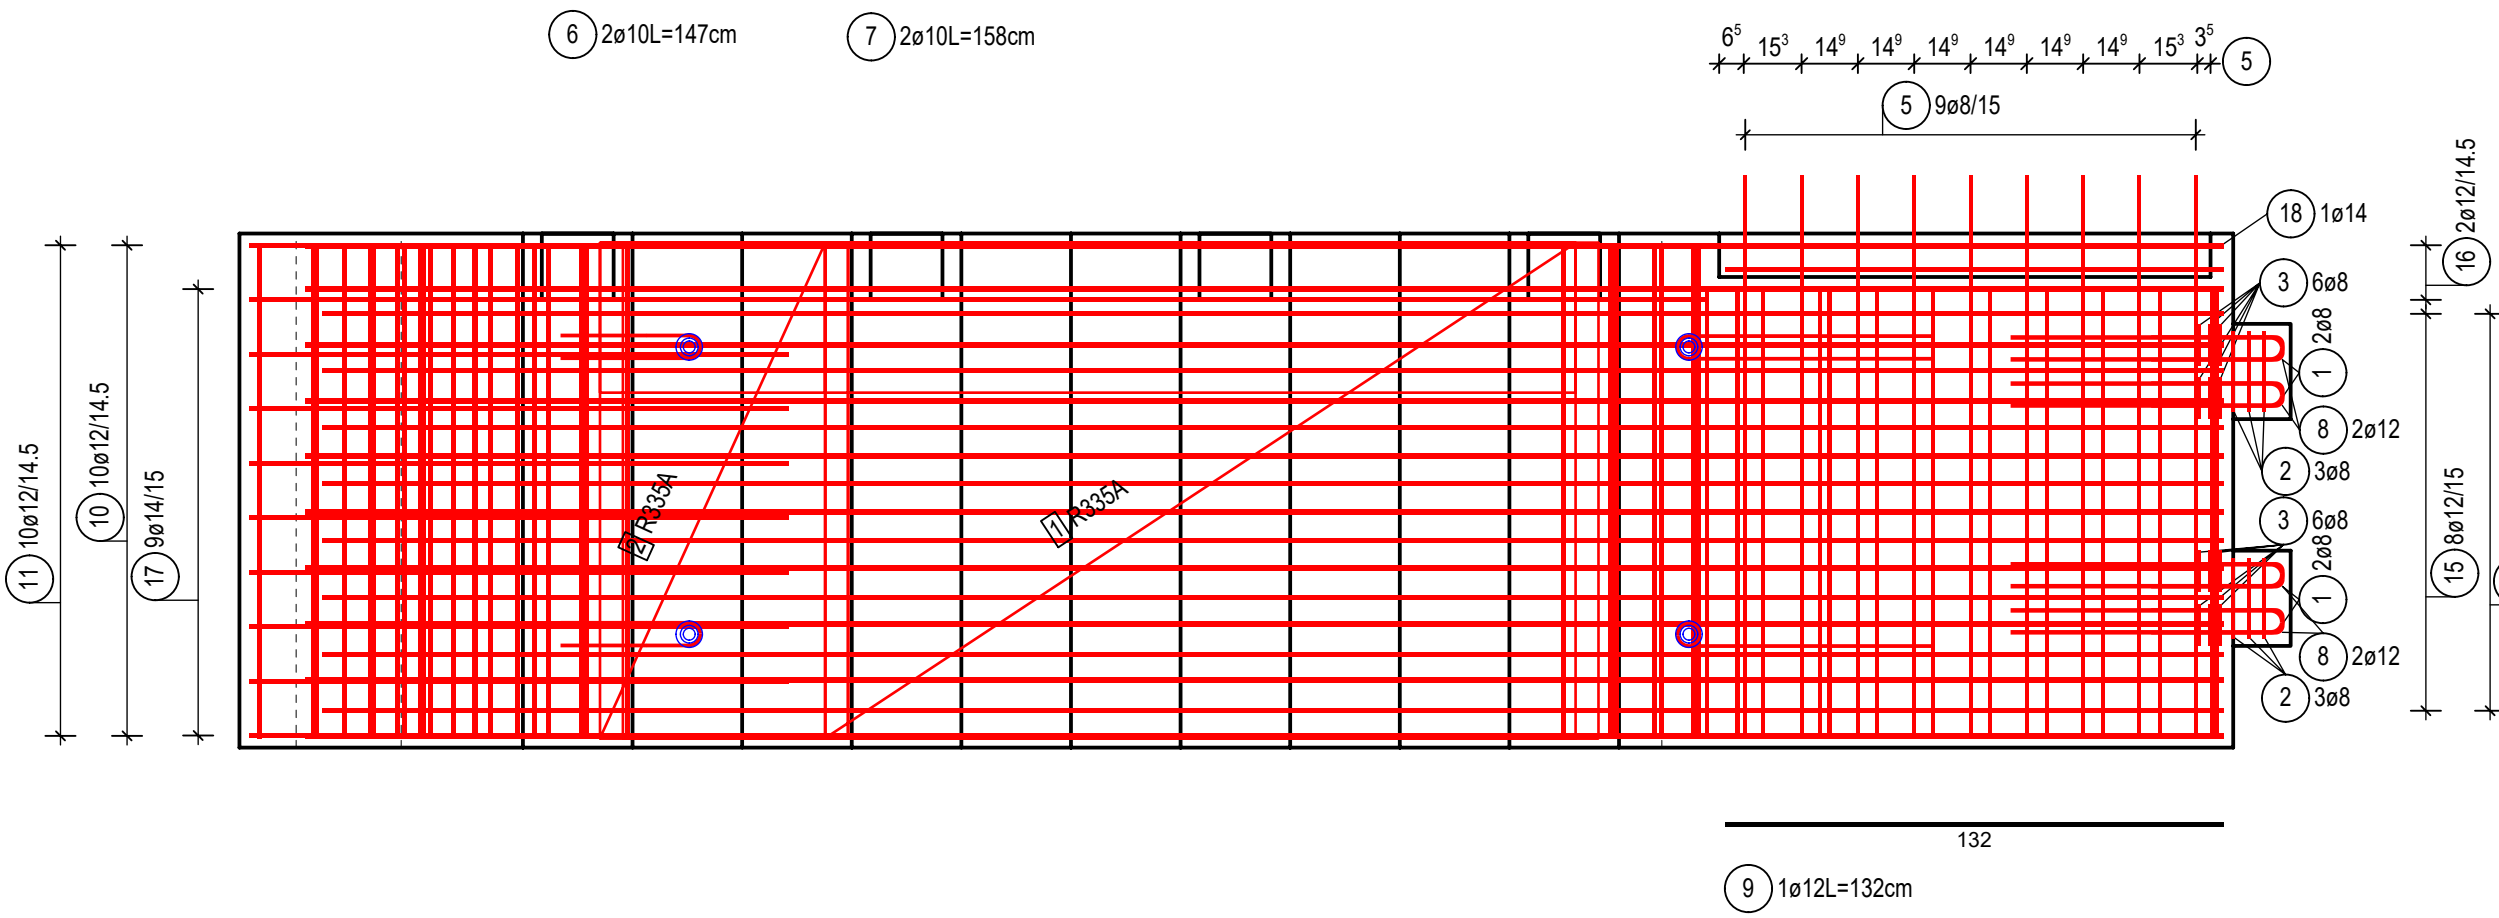 6 2ø10L=147cm
7 2ø10L=158cm
6⁵ 15³ 14⁹ 14⁹ 14⁹ 14⁹ 14⁹ 14⁹ 15³ 3⁵ 5
5 9ø8/15
18 1ø14
16 2ø12/14.5
3 6ø8
1 2ø8
8 2ø12
2 3ø8
3 6ø8
1 2ø8
8 2ø12
2 3ø8
15 8ø12/15
11 10ø12/14.5
10 10ø12/14.5
17 9ø14/15
2 R335A
1 R335A
132
9 1ø12L=132cm